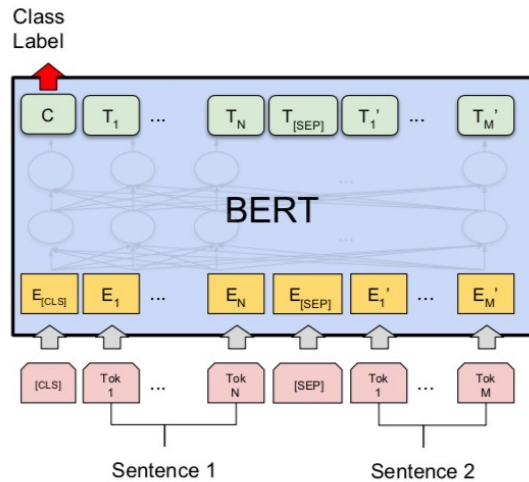 Class
Label
C T1 ... TN T[SEP] T1' ... TM'
...
BERT
...
E[CLS] E1 ... EN E[SEP] E1' ... EM'
[CLS] Tok 1 ... Tok N [SEP] Tok 1 ... Tok M
Sentence 1 Sentence 2